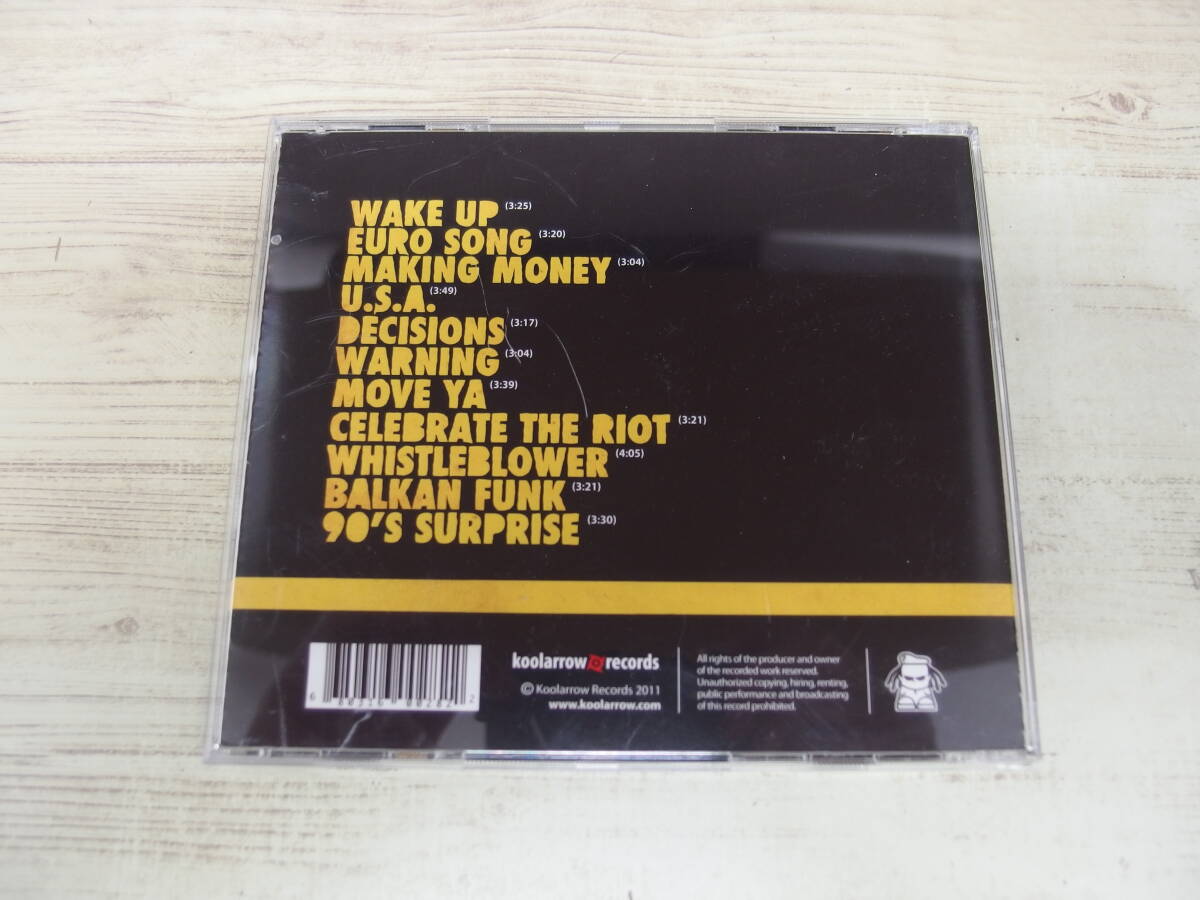 WAKE UP (3:25)
EURO SONG (3:20)
MAKING MONEY (3:04)
U.S.A. (3:49)
DECISIONS (3:17)
WARNING (3:04)
MOVE YA (3:39)
CELEBRATE THE RIOT (3:21)
WHISTLEBLOWER (4:05)
BALKAN FUNK (3:21)
90'S SURPRISE (3:30)
koolarrow records
© Koolarrow Records 2011
www.koolarrow.com
All rights of the producer and owner
of the recorded work reserved.
Unauthorized copying, hiring, renting,
public performance and broadcasting
of this record prohibited.